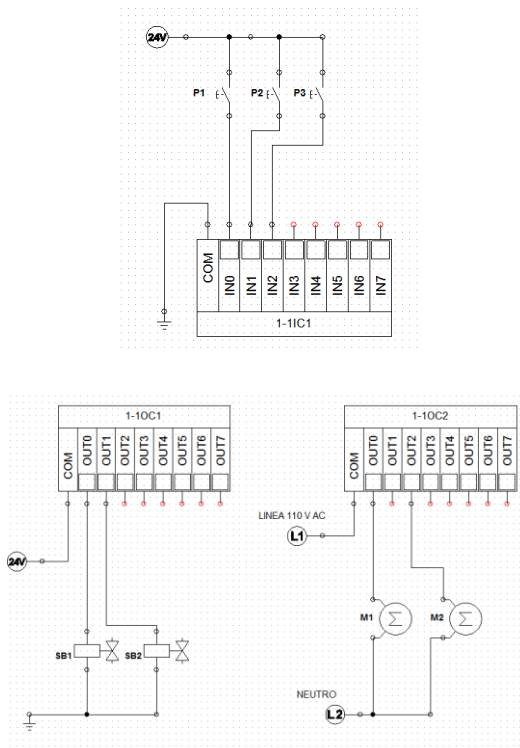 24V
P1 P2 P3
COM IN0 IN1 IN2 IN3 IN4 IN5 IN6 IN7
1-1IC1
1-1OC1
COM OUT0 OUT1 OUT2 OUT3 OUT4 OUT5 OUT6 OUT7
24V
SB1 SB2
1-1OC2
COM OUT0 OUT1 OUT2 OUT3 OUT4 OUT5 OUT6 OUT7
LINEA 110 V AC
L1
M1 M2
NEUTRO
L2